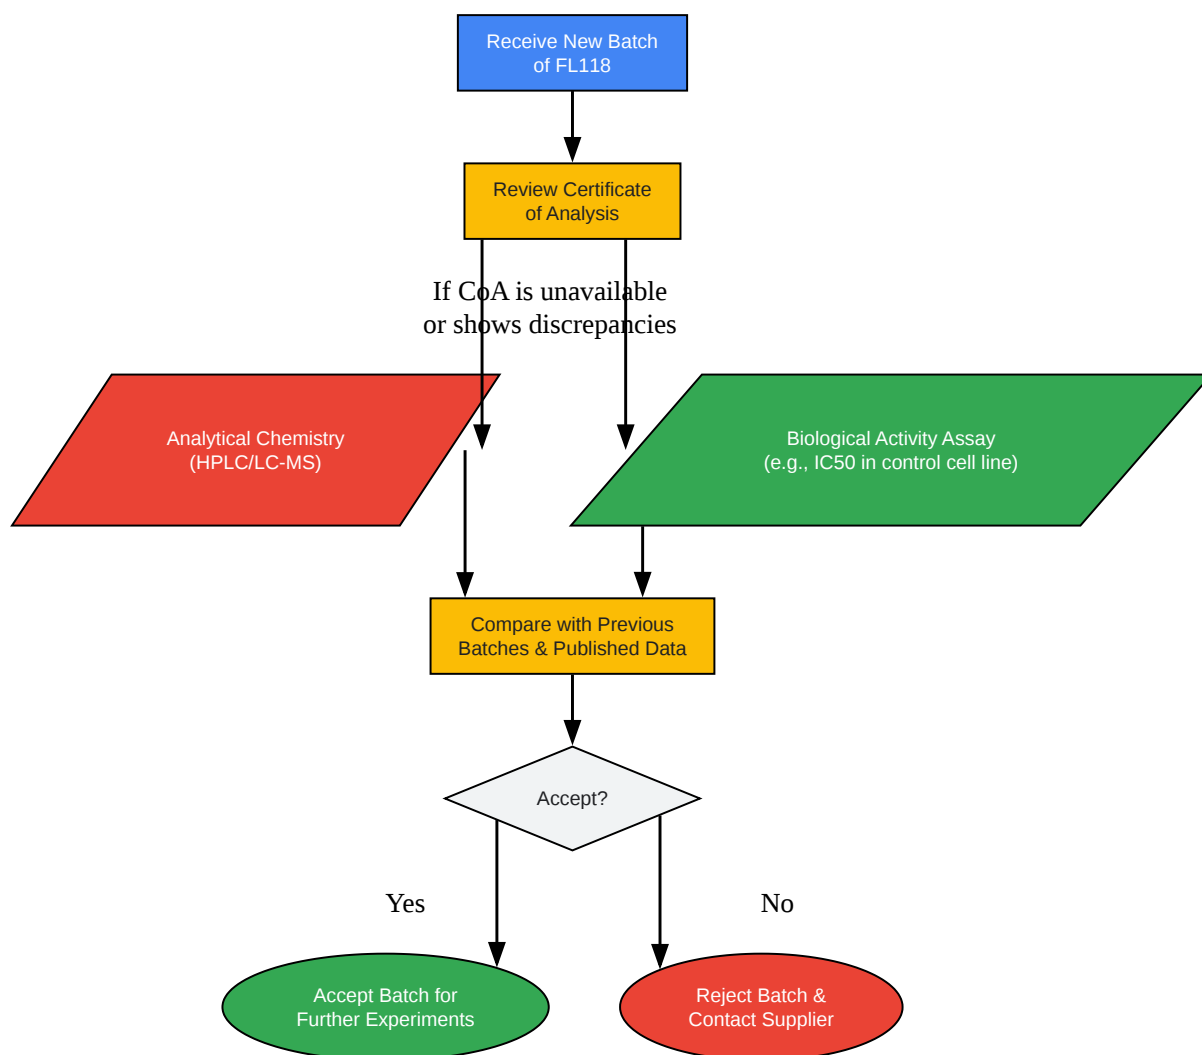 Receive New Batch
of FL118
Review Certificate
of Analysis
If CoA is unavailable
or shows discrepancies
Analytical Chemistry
(HPLC/LC-MS)
Biological Activity Assay
(e.g., IC50 in control cell line)
Compare with Previous
Batches & Published Data
Accept?
Yes
No
Accept Batch for
Further Experiments
Reject Batch &
Contact Supplier